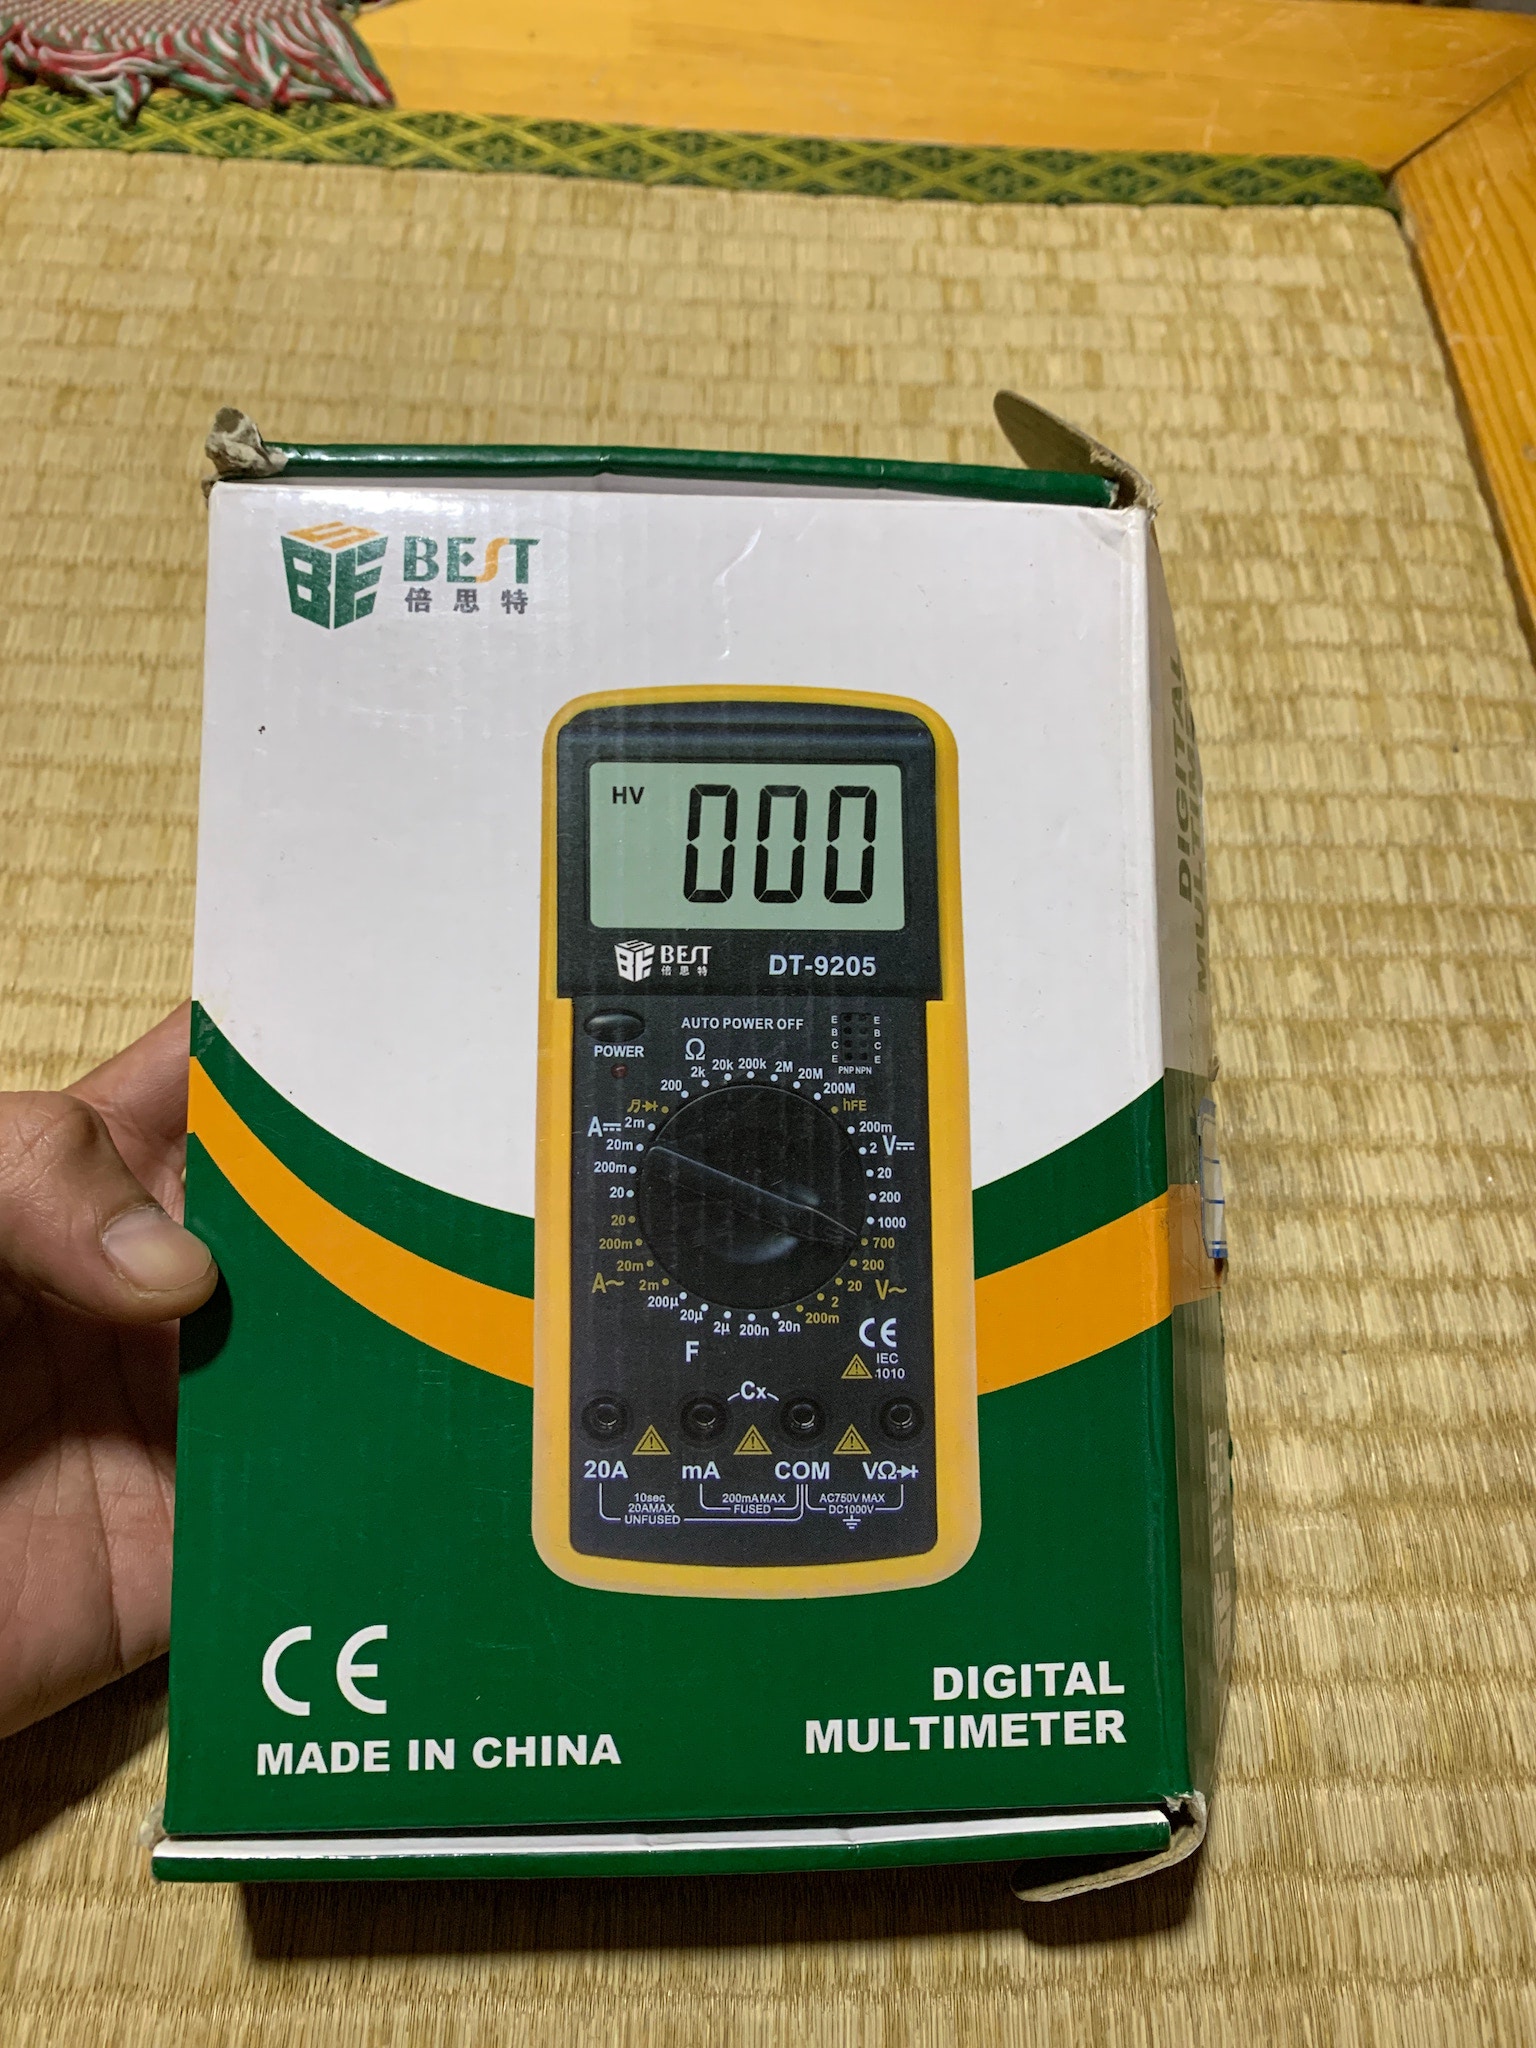 BEST
倍思特
HV
000
BEST
倍思特
DT-9205
AUTO POWER OFF
POWER
E E
B B
C C
E E
PNP NPN
Ω
200 2k 20k 200k 2M 20M 200M
hFE
A 2m
20m
200m
20
20
200m
20m
2m
A~
200m
2 V
20
200
1000
700
200
20 V~
2
200m
200μ
20μ
2μ
200n
20n
F
CE
IEC
1010
Cx
20A mA COM VΩ
10sec
20AMAX
UNFUSED
200mAMAX
FUSED
AC750V MAX
DC1000V
CE
MADE IN CHINA
DIGITAL
MULTIMETER
DIGITAL